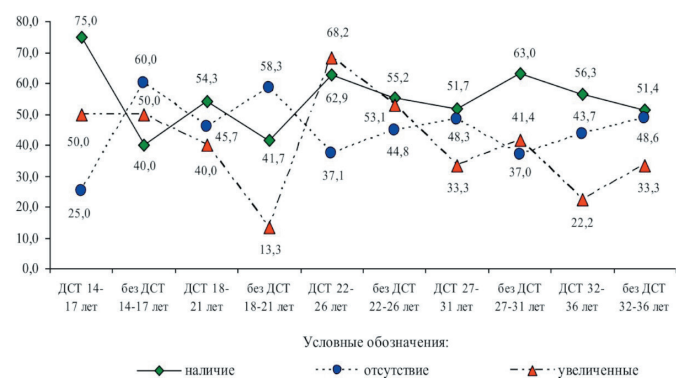 80,0
70,0
60,0
50,0
40,0
30,0
20,0
10,0
0,0
75,0
60,0
54,3
58,3
68,2
55,2
51,7
63,0
56,3
51,4
50,0
62,9
53,1
41,4
43,7
50,0
40,0
45,7
40,0
41,7
37,1
44,8
48,3
37,0
48,6
25,0
13,3
33,3
22,2
33,3
ДСТ 14-
17 лет
без ДСТ
14-17 лет
ДСТ 18-
21 лет
без ДСТ
18-21 лет
ДСТ 22-
26 лет
без ДСТ
22-26 лет
ДСТ 27-
31 лет
без ДСТ
27-31 лет
ДСТ 32-
36 лет
без ДСТ
32-36 лет
Условные обозначения:
наличие
отсутствие
увеличенные